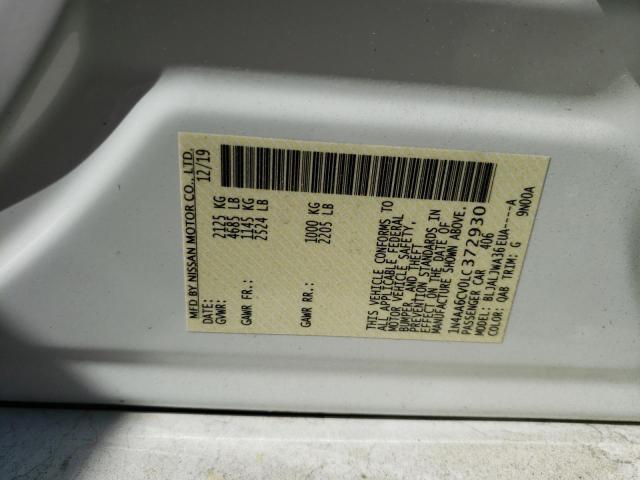 MFD BY NISSAN MOTOR CO., LTD.
12/19
GVWR: 2125 KG
4685 LB
GAWR FR.: 1145 KG
2524 LB
GAWR RR.: 1000 KG
2205 LB
THIS VEHICLE CONFORMS TO
ALL APPLICABLE FEDERAL
MOTOR VEHICLE SAFETY,
BUMPER, AND THEFT
PREVENTION STANDARDS IN
EFFECT ON THE DATE OF
MANUFACTURE SHOWN ABOVE.
1N4AA6CV0LC372930
PASSENGER CAR 406
MODEL: BLJALJWA36EUA----A
COLOR: QAB TRIM: G 9N00A